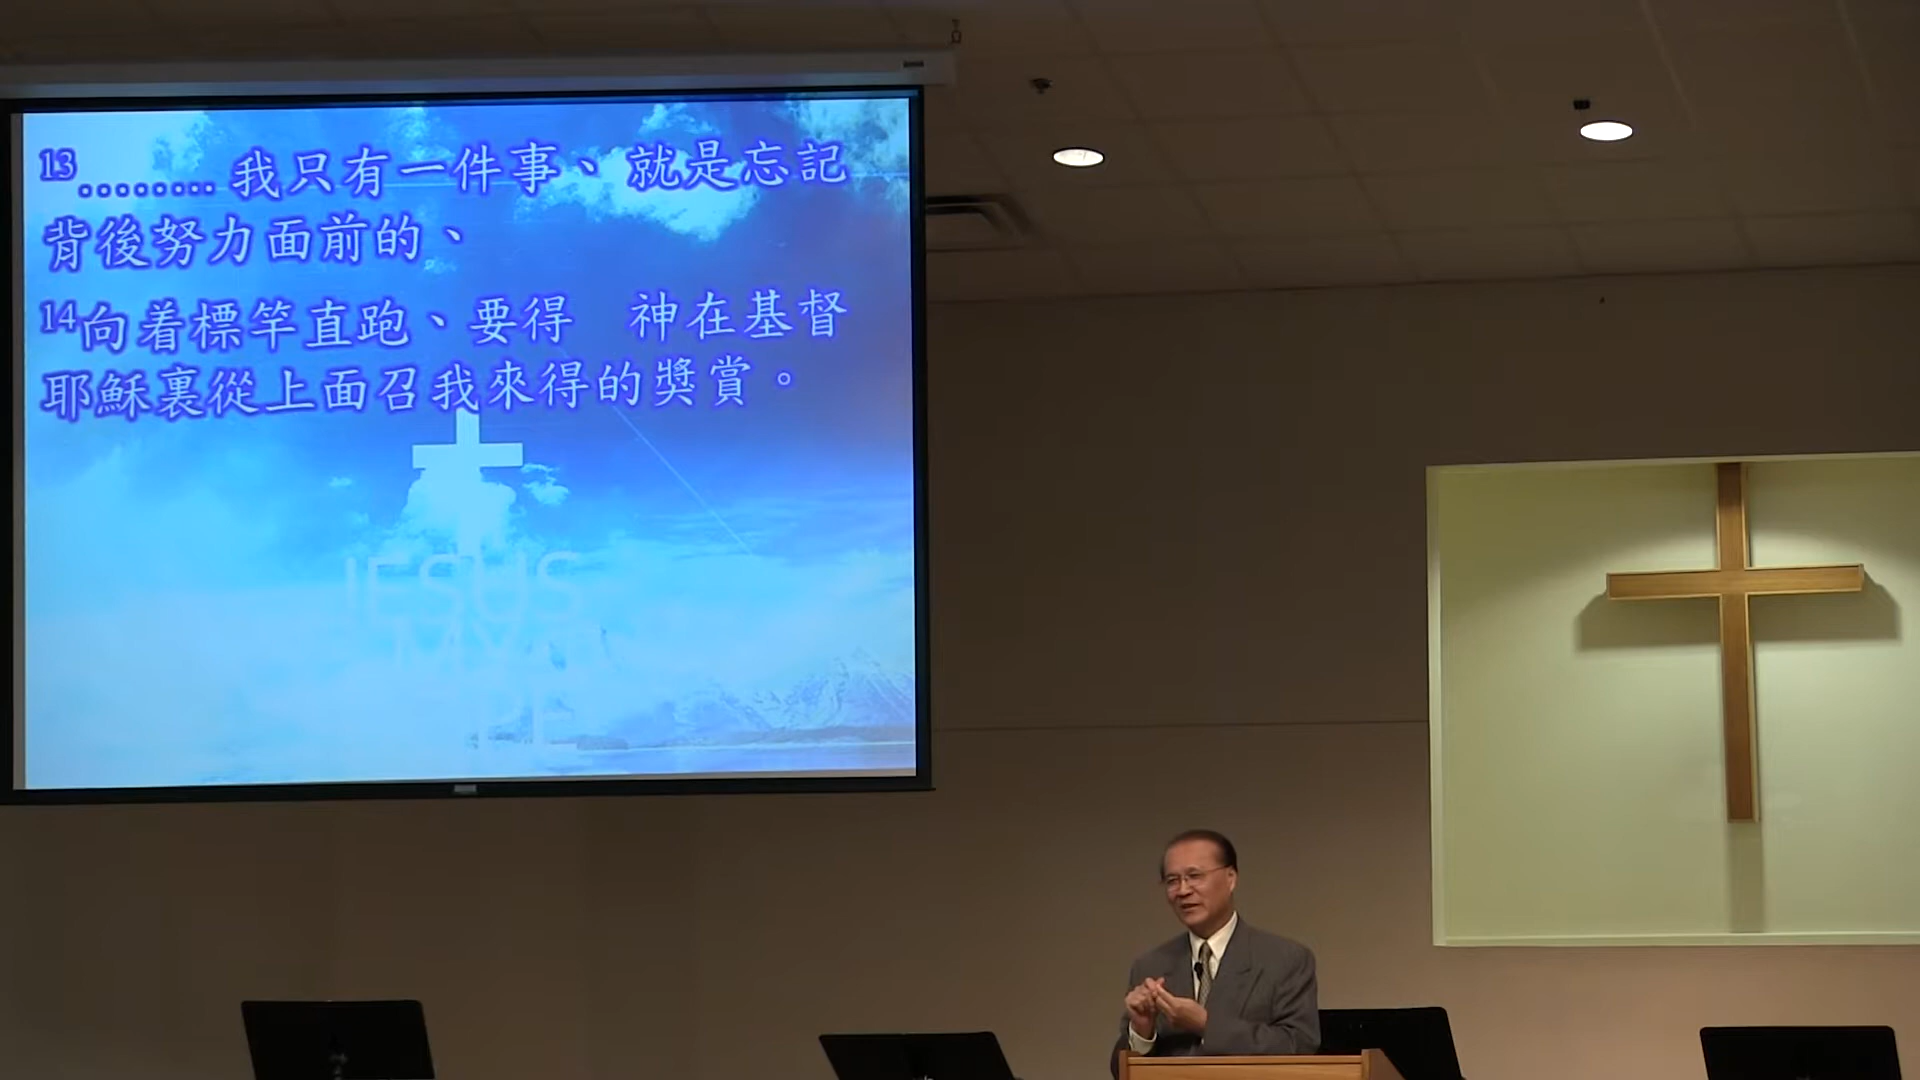 13........ 我只有一件事、就是忘記
背後努力面前的、
14向着標竿直跑、要得　神在基督
耶穌裏從上面召我來得的獎賞。
JESUS